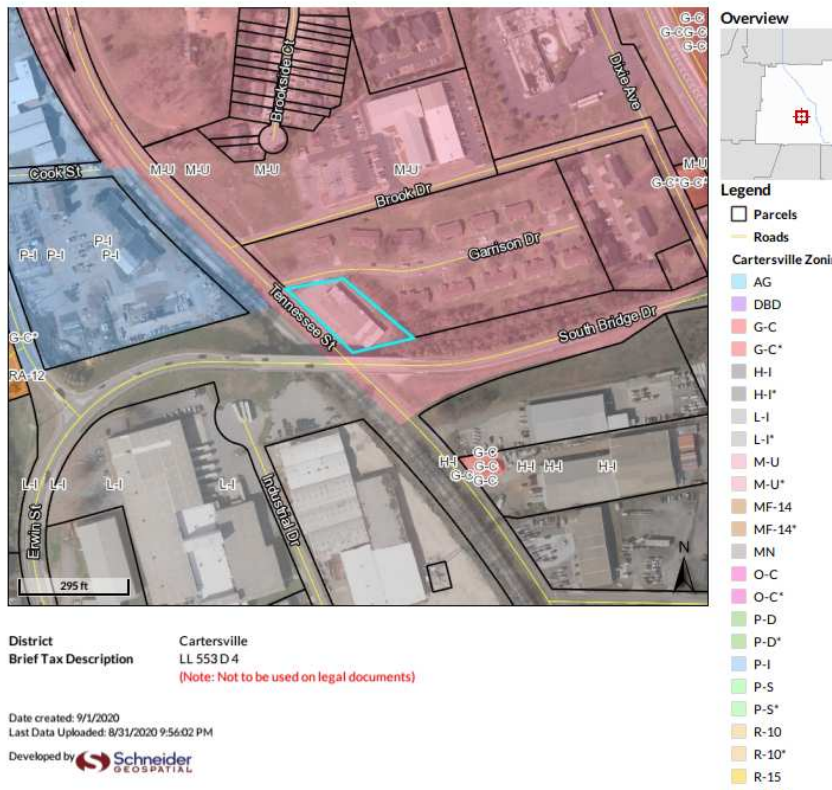 Overview
G-C
G-C G-C
G-C
Brookside Ct
Dixie Ave
Cook St
M-U M-U M-U M-U M-U
G-C*G-C*
Brook Dr
P-I P-I P-I
P-I
Garrison Dr
Tennessee St
South Bridge Dr
G-C*
RA-12
G-C
H-I G-C H-I H-I H-I
G-C G-C
L-I L-I L-I L-I
Erwin St
Industrial Dr
N
295 ft
Legend
Parcels
Roads
Cartersville Zoni
AG
DBD
G-C
G-C*
H-I
H-I*
L-I
L-I*
M-U
M-U*
MF-14
MF-14*
MN
O-C
O-C*
P-D
P-D*
P-I
P-S
P-S*
R-10
R-10*
R-15
District Cartersville
Brief Tax Description LL 553 D 4
(Note: Not to be used on legal documents)
Date created: 9/1/2020
Last Data Uploaded: 8/31/2020 9:56:02 PM
Developed by Schneider
GEOSPATIAL